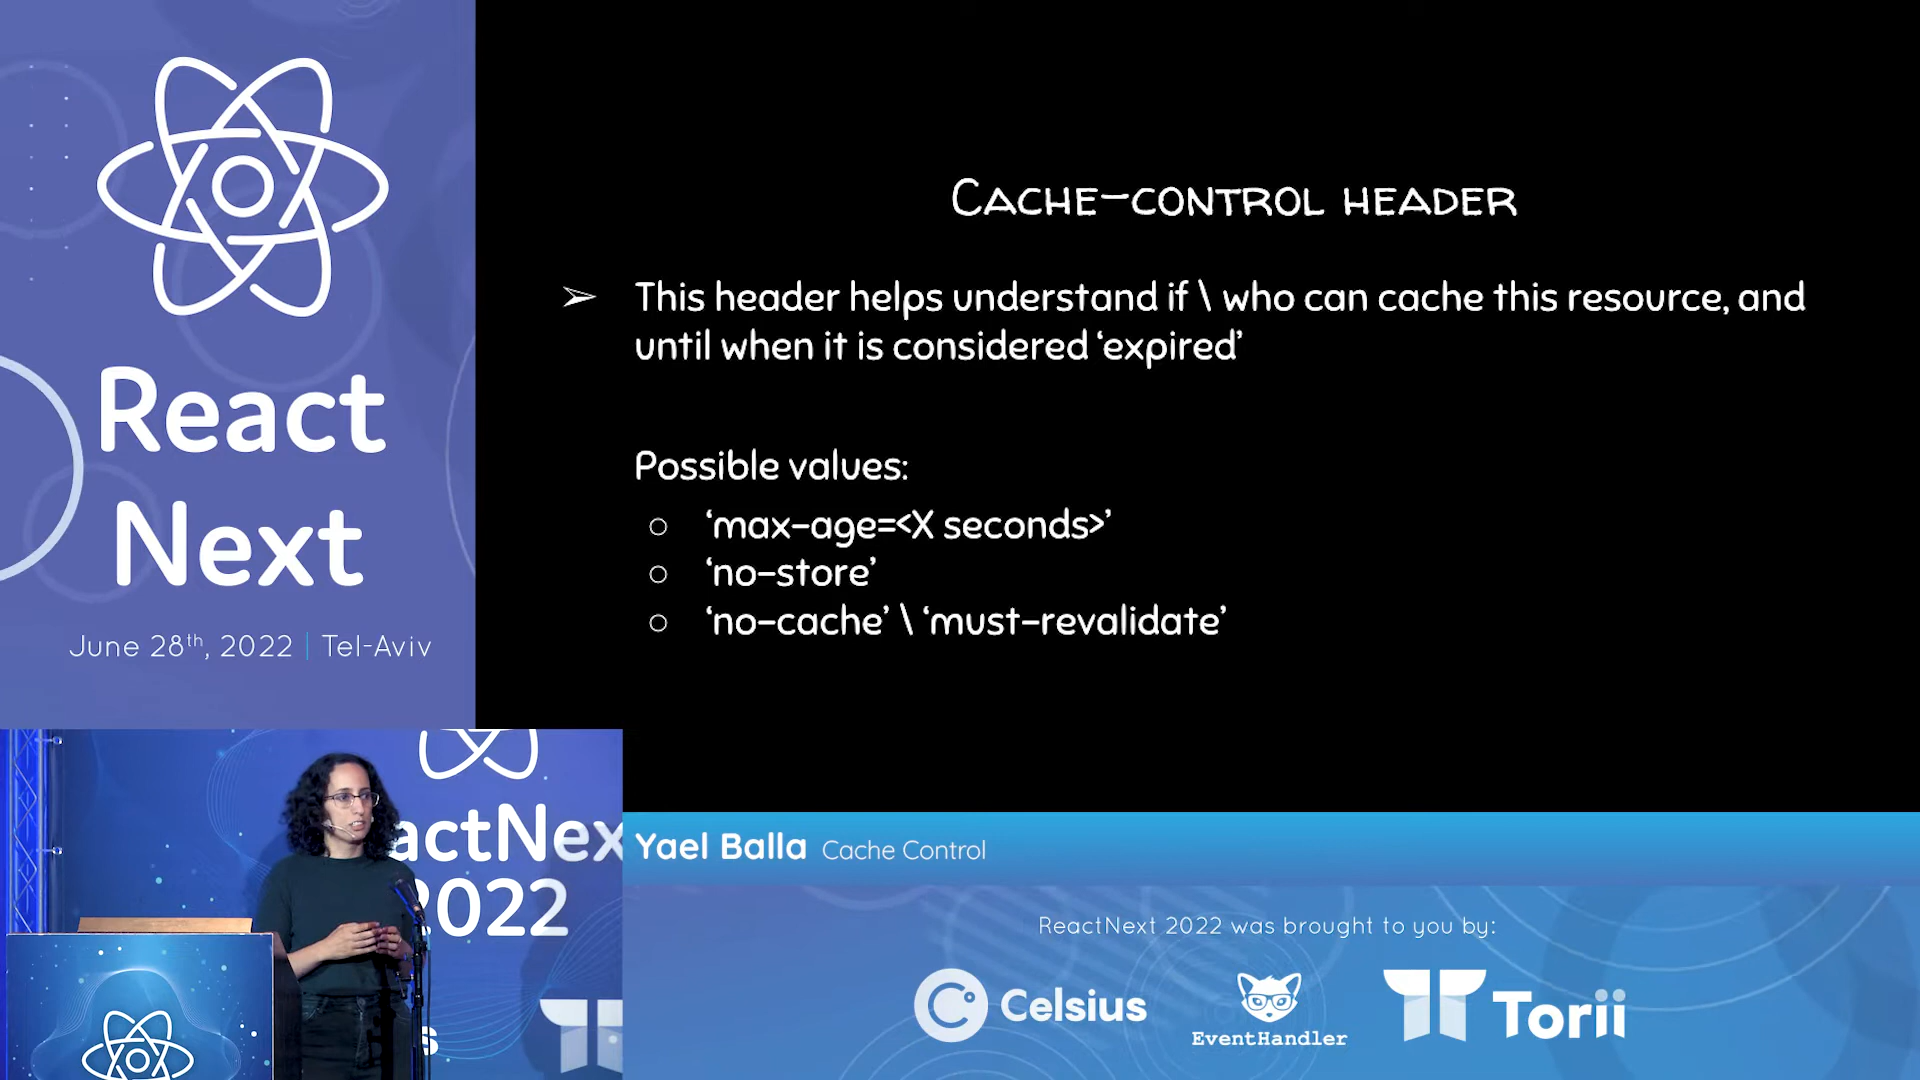 React
Next
June 28th, 2022 | Tel-Aviv
CACHE-CONTROL HEADER
➢ This header helps understand if \ who can cache this resource, and
until when it is considered ‘expired’
Possible values:
○ ‘max-age=<X seconds>’
○ ‘no-store’
○ ‘no-cache’ \ ‘must-revalidate’
actNex
2022
s
Yael Balla Cache Control
ReactNext 2022 was brought to you by:
Celsius
EventHandler
Torii